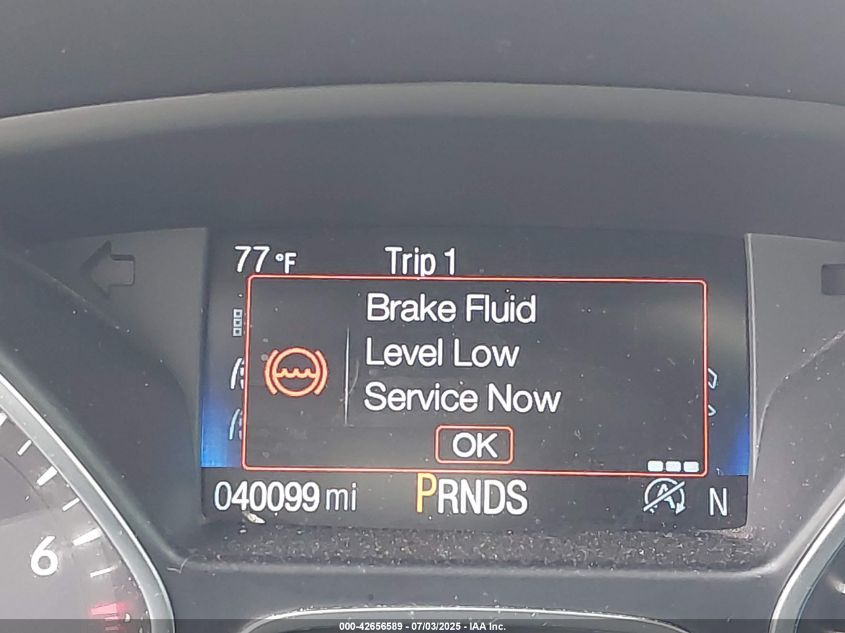 77°F Trip 1
Brake Fluid
Level Low
Service Now
OK
040099 mi PRNDS A N
6
000-42656589 - 07/03/2025 - IAA Inc.